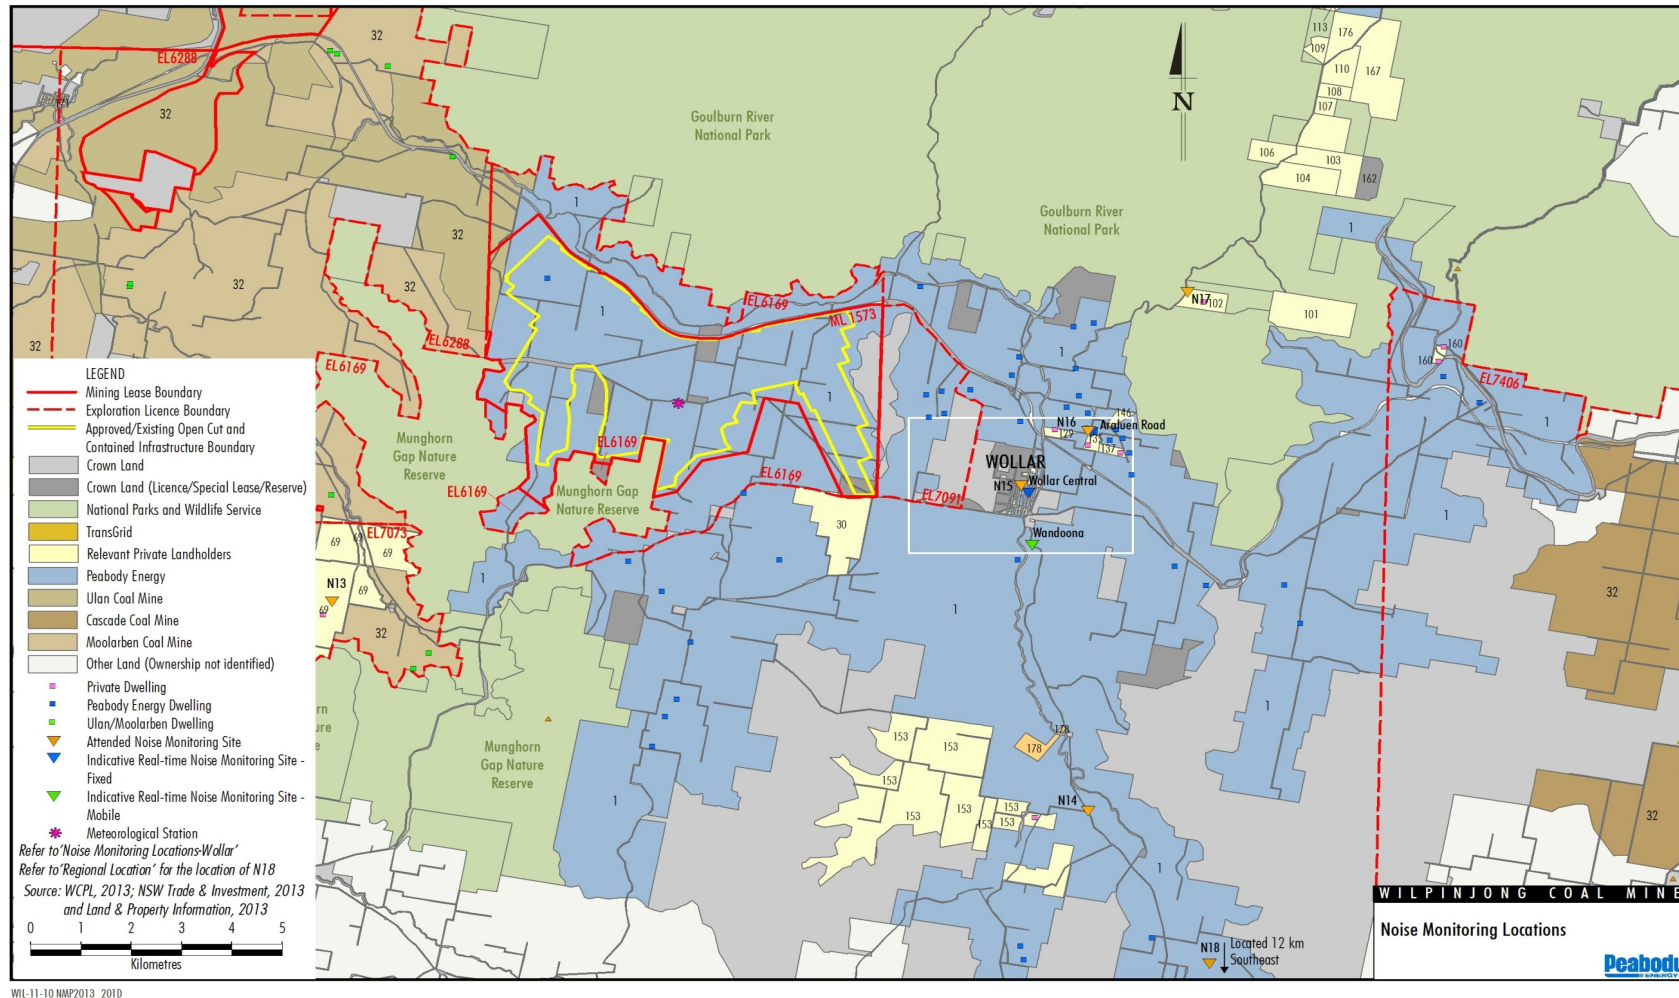 EL6288
32
113
176
109
110
167
108
107
171
32
Goulburn River
National Park
106
103
104
162
1
Goulburn River
National Park
1
32
32
N17
102
101
EL6169
1
ML 1573
32
EL6288
EL6169
1
160
160
EL7406
1
146
N16
Araluen Road
129
135
137
Munghorn
Gap Nature
Reserve
EL6169
WOLLAR
EL6169
N15
Wollar Central
EL6169
Munghorn Gap
Nature Reserve
EL7091
30
1
EL7073
69
69
69
Wandoona
N13
69
69
1
1
32
32
1
153
153
178
178
Munghorn
Gap Nature
Reserve
153
1
153
153
153
153
153
N14
1
32
N18
Located 12 km
Southeast
LEGEND
Mining Lease Boundary
Exploration Licence Boundary
Approved/Existing Open Cut and
Contained Infrastructure Boundary
Crown Land
Crown Land (Licence/Special Lease/Reserve)
National Parks and Wildlife Service
TransGrid
Relevant Private Landholders
Peabody Energy
Ulan Coal Mine
Cascade Coal Mine
Moolarben Coal Mine
Other Land (Ownership not identified)
Private Dwelling
Peabody Energy Dwelling
Ulan/Moolarben Dwelling
Attended Noise Monitoring Site
Indicative Real-time Noise Monitoring Site -
Fixed
Indicative Real-time Noise Monitoring Site -
Mobile
Meteorological Station
Refer to'Noise Monitoring Locations-Wollar'
Refer to'Regional Location' for the location of N18
Source: WCPL, 2013; NSW Trade & Investment, 2013
and Land & Property Information, 2013
0 1 2 3 4 5
Kilometres
N
WILPINJONG COAL MINE
Noise Monitoring Locations
Peabody
ENERGY
WIL-11-10 NMP2013_201D